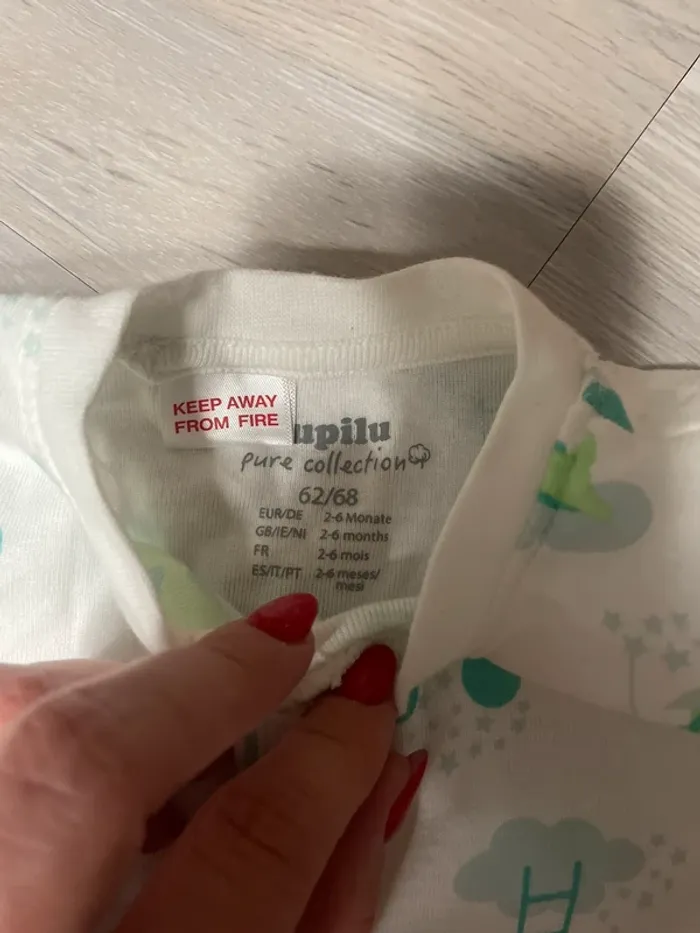 KEEP AWAY
FROM FIRE
upilu
pure collection
62/68
EUR/DE 2-6 Monate
GB/IE/NI 2-6 months
FR 2-6 mois
ES/IT/PT 2-6 meses/
mesi